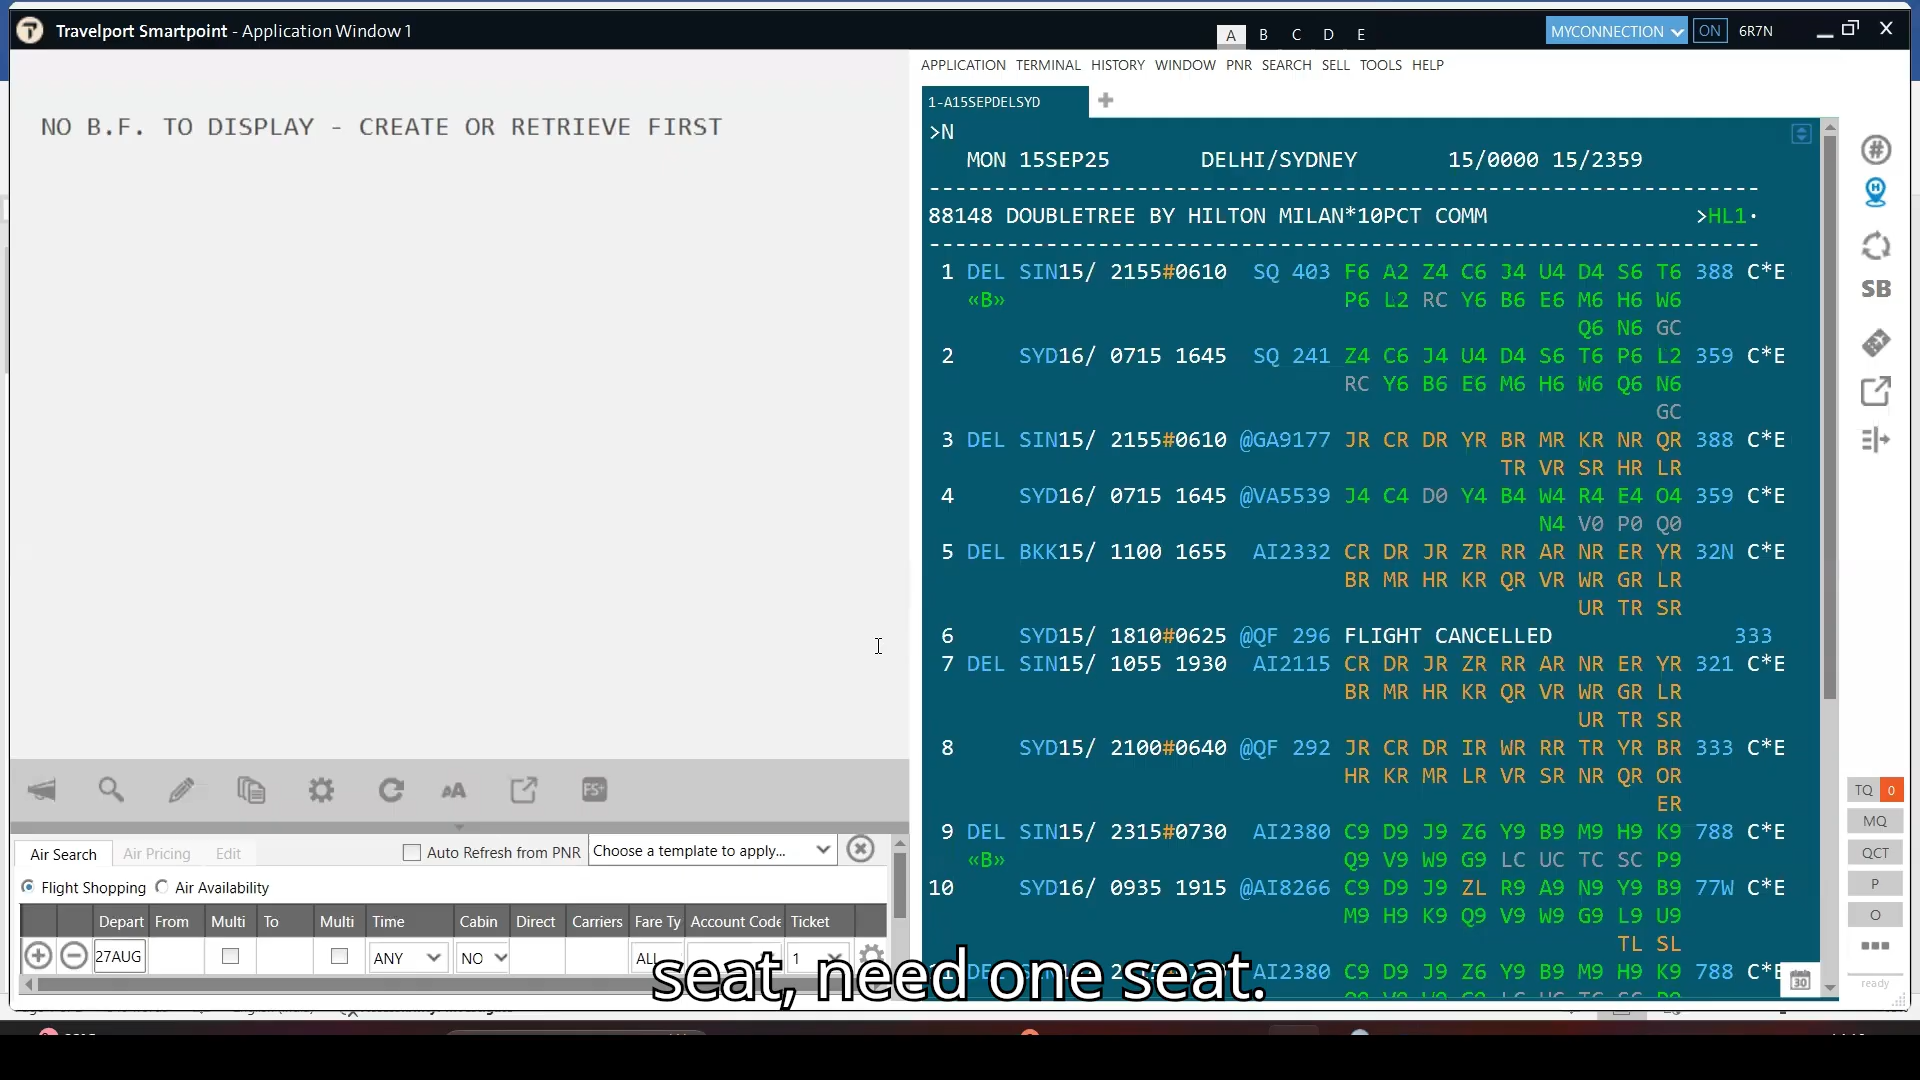 Travelport Smartpoint - Application Window 1
A B C D E
MYCONNECTION ON 6R7N
APPLICATION TERMINAL HISTORY WINDOW PNR SEARCH SELL TOOLS HELP
1-A15SEPDELSYD
NO B.F. TO DISPLAY - CREATE OR RETRIEVE FIRST
>N
MON 15SEP25 DELHI/SYDNEY 15/0000 15/2359
--------------------------------------------------------------
88148 DOUBLETREE BY HILTON MILAN*10PCT COMM >HL1·
--------------------------------------------------------------
1 DEL SIN15/ 2155#0610 SQ 403 F6 A2 Z4 C6 J4 U4 D4 S6 T6 388 C*E
«B» P6 L2 RC Y6 B6 E6 M6 H6 W6
Q6 N6 GC
2 SYD16/ 0715 1645 SQ 241 Z4 C6 J4 U4 D4 S6 T6 P6 L2 359 C*E
RC Y6 B6 E6 M6 H6 W6 Q6 N6
GC
3 DEL SIN15/ 2155#0610 @GA9177 JR CR DR YR BR MR KR NR QR 388 C*E
TR VR SR HR LR
4 SYD16/ 0715 1645 @VA5539 J4 C4 D0 Y4 B4 W4 R4 E4 O4 359 C*E
N4 V0 P0 Q0
5 DEL BKK15/ 1100 1655 AI2332 CR DR JR ZR RR AR NR ER YR 32N C*E
BR MR HR KR QR VR WR GR LR
UR TR SR
6 SYD15/ 1810#0625 @QF 296 FLIGHT CANCELLED 333
7 DEL SIN15/ 1055 1930 AI2115 CR DR JR ZR RR AR NR ER YR 321 C*E
BR MR HR KR QR VR WR GR LR
UR TR SR
8 SYD15/ 2100#0640 @QF 292 JR CR DR IR WR RR TR YR BR 333 C*E
HR KR MR LR VR SR NR QR OR
ER
9 DEL SIN15/ 2315#0730 AI2380 C9 D9 J9 Z6 Y9 B9 M9 H9 K9 788 C*E
«B» Q9 V9 W9 G9 LC UC TC SC P9
10 SYD16/ 0935 1915 @AI8266 C9 D9 J9 ZL R9 A9 N9 Y9 B9 77W C*E
M9 H9 K9 Q9 V9 W9 G9 L9 U9
TL SL
AI2380 C9 D9 J9 Z6 Y9 B9 M9 H9 K9 788
SB
TQ 0
MQ
QCT
P
O
ready
30
FS+
Air Search Air Pricing Edit Auto Refresh from PNR Choose a template to apply...
Flight Shopping Air Availability
Depart From Multi To Multi Time Cabin Direct Carriers Fare Ty Account Code Ticket
27AUG ANY NO ALL 1
seat, need one seat.